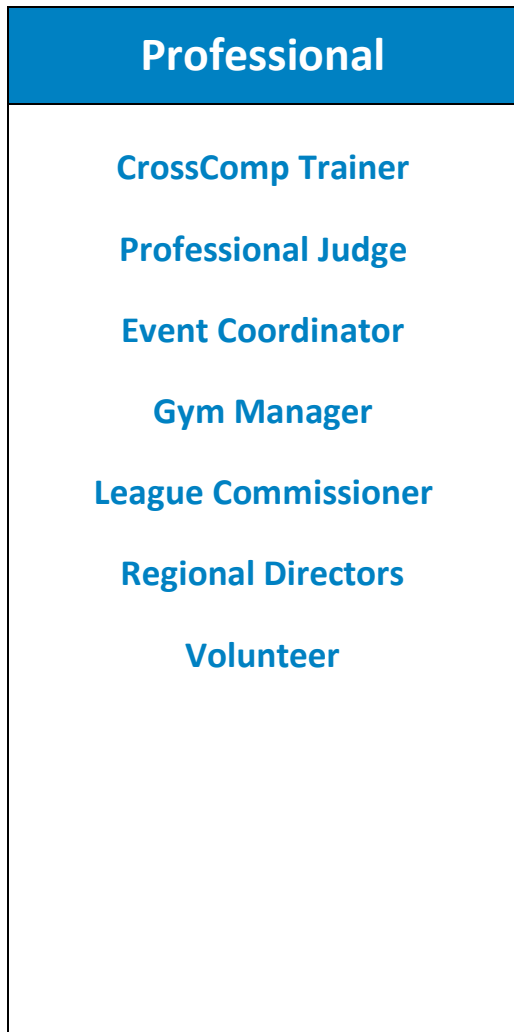 Professional
CrossComp Trainer
Professional Judge
Event Coordinator
Gym Manager
League Commissioner
Regional Directors
Volunteer